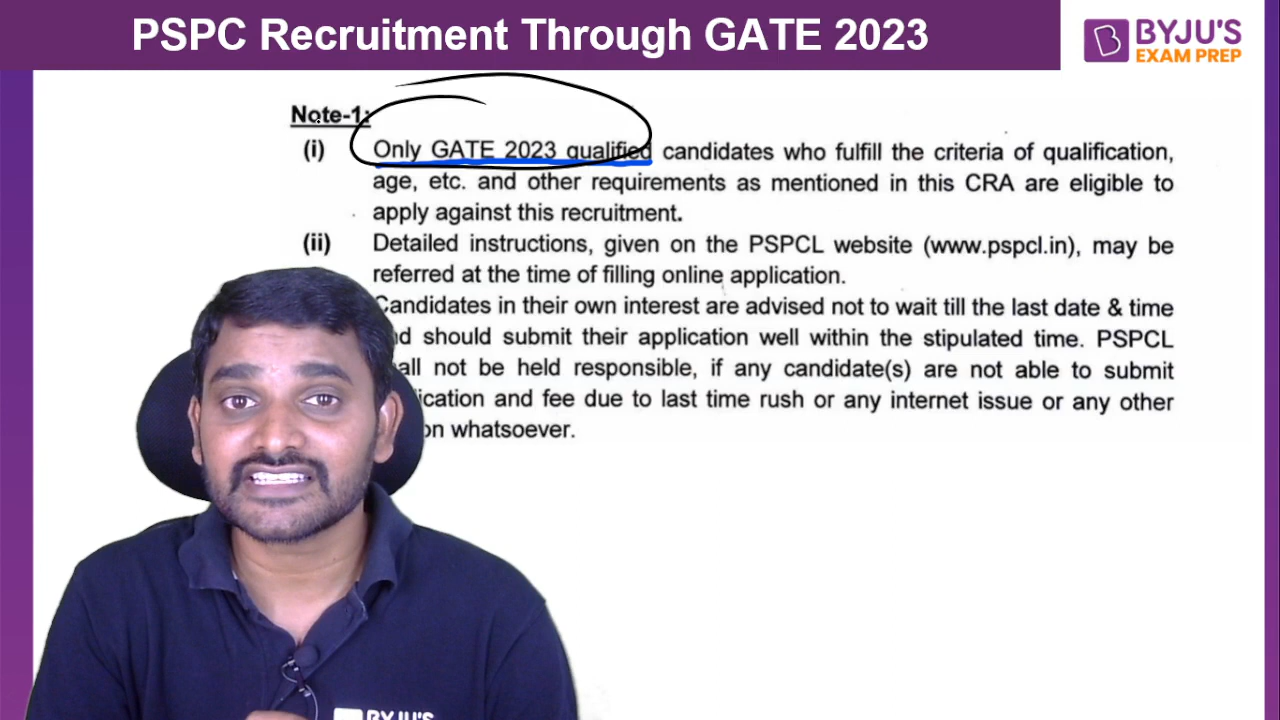 PSPC Recruitment Through GATE 2023
BYJU'S
EXAM PREP
Note-1:
(i) Only GATE 2023 qualified candidates who fulfill the criteria of qualification,
age, etc. and other requirements as mentioned in this CRA are eligible to
apply against this recruitment.
(ii) Detailed instructions, given on the PSPCL website (www.pspcl.in), may be
referred at the time of filling online application.
Candidates in their own interest are advised not to wait till the last date & time
should submit their application well within the stipulated time. PSPCL
not be held responsible, if any candidate(s) are not able to submit
and fee due to last time rush or any internet issue or any other
whatsoever.
BYJU'S